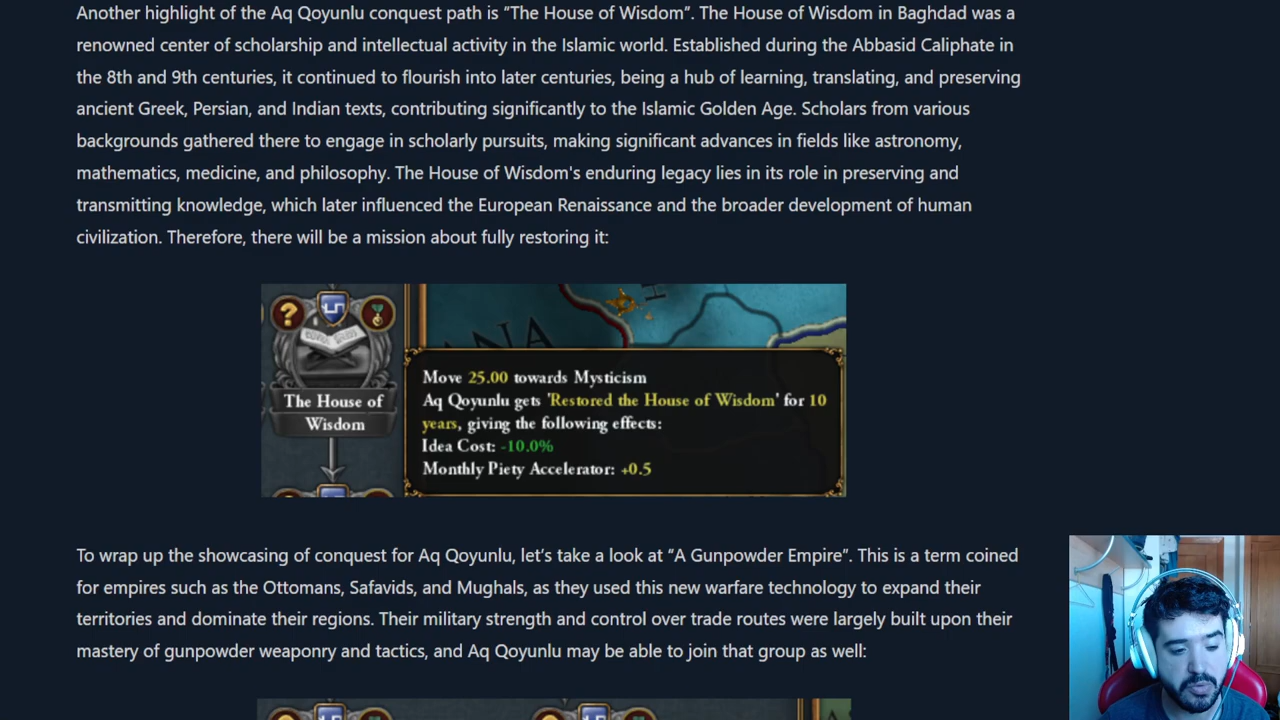 Another highlight of the Aq Qoyunlu conquest path is “The House of Wisdom”. The House of Wisdom in Baghdad was a
renowned center of scholarship and intellectual activity in the Islamic world. Established during the Abbasid Caliphate in
the 8th and 9th centuries, it continued to flourish into later centuries, being a hub of learning, translating, and preserving
ancient Greek, Persian, and Indian texts, contributing significantly to the Islamic Golden Age. Scholars from various
backgrounds gathered there to engage in scholarly pursuits, making significant advances in fields like astronomy,
mathematics, medicine, and philosophy. The House of Wisdom's enduring legacy lies in its role in preserving and
transmitting knowledge, which later influenced the European Renaissance and the broader development of human
civilization. Therefore, there will be a mission about fully restoring it:
?
The House of
Wisdom
ANA
H
Move 25.00 towards Mysticism
Aq Qoyunlu gets 'Restored the House of Wisdom' for 10
years, giving the following effects:
Idea Cost: -10.0%
Monthly Piety Accelerator: +0.5
To wrap up the showcasing of conquest for Aq Qoyunlu, let’s take a look at “A Gunpowder Empire”. This is a term coined
for empires such as the Ottomans, Safavids, and Mughals, as they used this new warfare technology to expand their
territories and dominate their regions. Their military strength and control over trade routes were largely built upon their
mastery of gunpowder weaponry and tactics, and Aq Qoyunlu may be able to join that group as well: